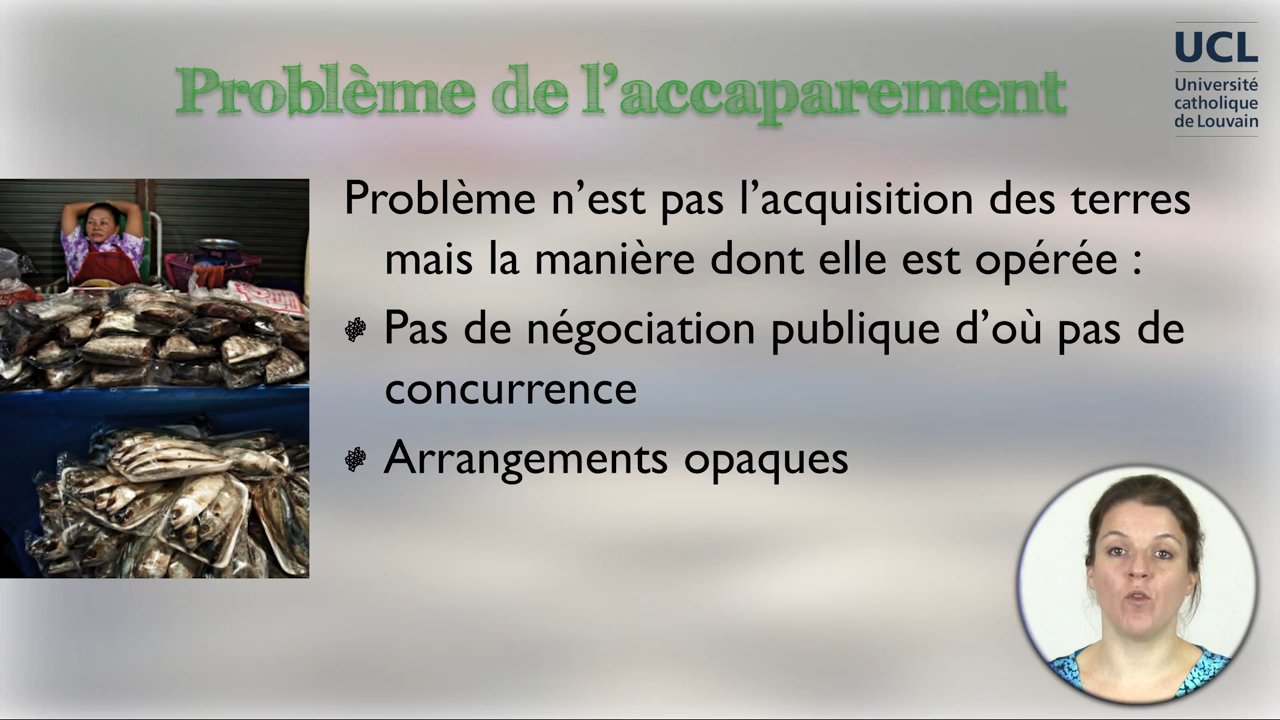 Problème de l’accaparement
UCL
Université
catholique
de Louvain
Problème n’est pas l’acquisition des terres
mais la manière dont elle est opérée :
Pas de négociation publique d’où pas de
concurrence
Arrangements opaques